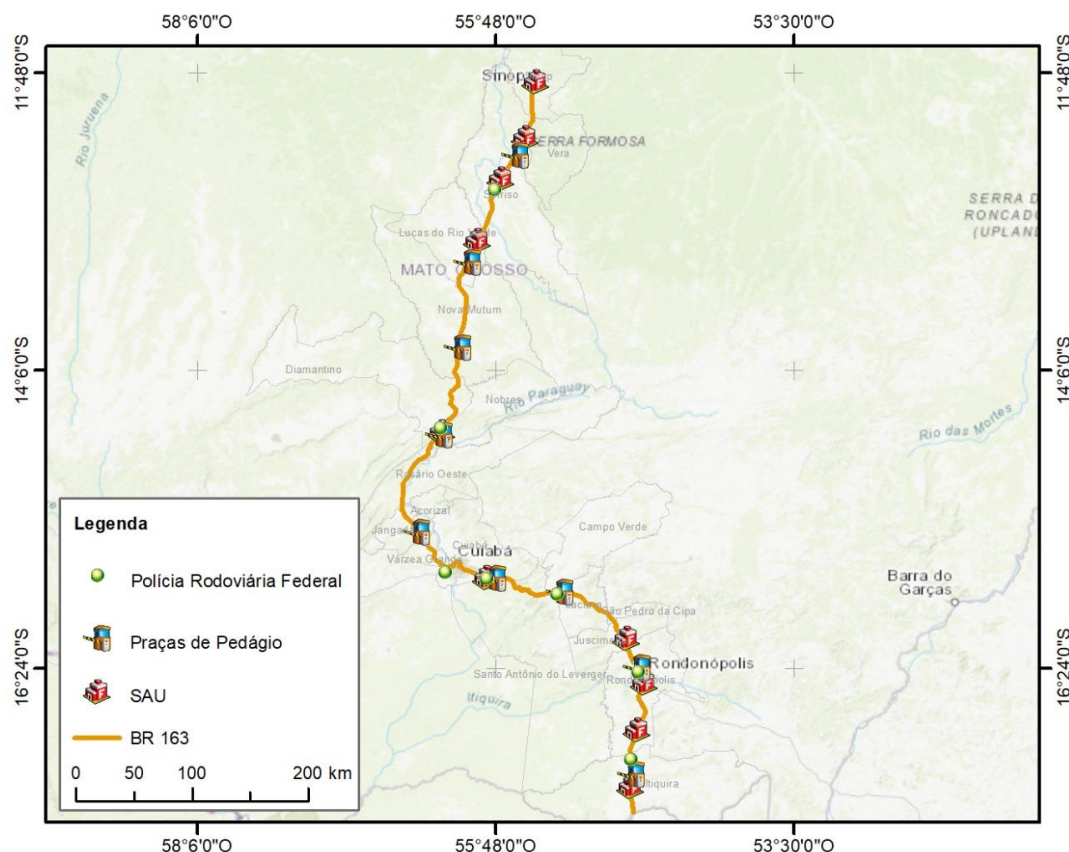 58°6'0"O 55°48'0"O 53°30'0"O
11°48'0"S 11°48'0"S
Sinop
Rio Juruena
SERRA FORMOSA
Vera
SERRA D
RONCAD
(UPLAND
Lucas do Rio
MATO G OSSO
Nova Mutum
14°6'0"S 14°6'0"S
Diamantino
Nobres
Rio Paraguay
Rio das Mortes
Rosário Oeste
Acorizal
Campo Verde
Jangada
Cuiabá
Cuiabá
Várzea Grande
Barra do
Garças
São Pedro da Cipa
Juscime
16°24'0"S 16°24'0"S
Rondonópolis
Santo Antônio do Leverger
Itiquira
Itiquira
Legenda
Polícia Rodoviária Federal
Praças de Pedágio
SAU
BR 163
0 50 100 200 km
58°6'0"O 55°48'0"O 53°30'0"O